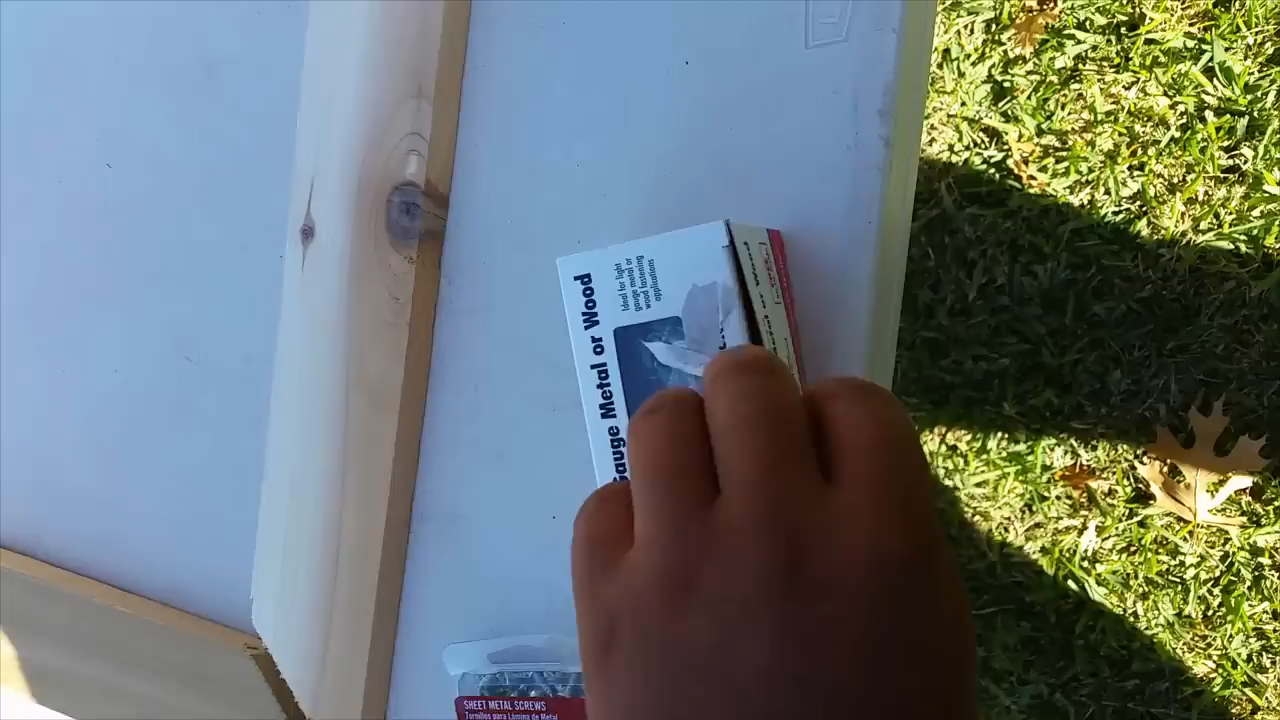 Gauge Metal or Wood
Ideal for light
gauge metal or
wood fastening
applications
SHEET METAL SCREWS
Tornillos para Lámina de Metal